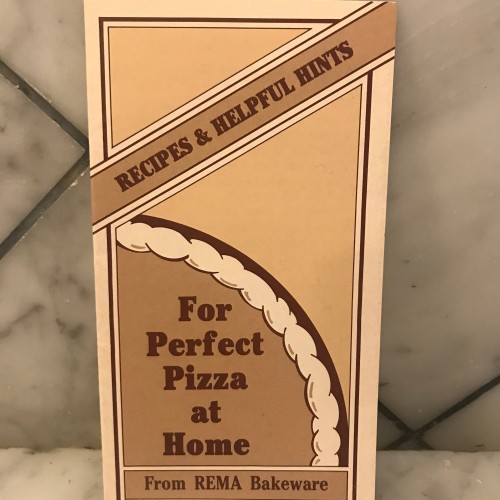 RECIPES & HELPFUL HINTS
For
Perfect
Pizza
at
Home
From REMA Bakeware